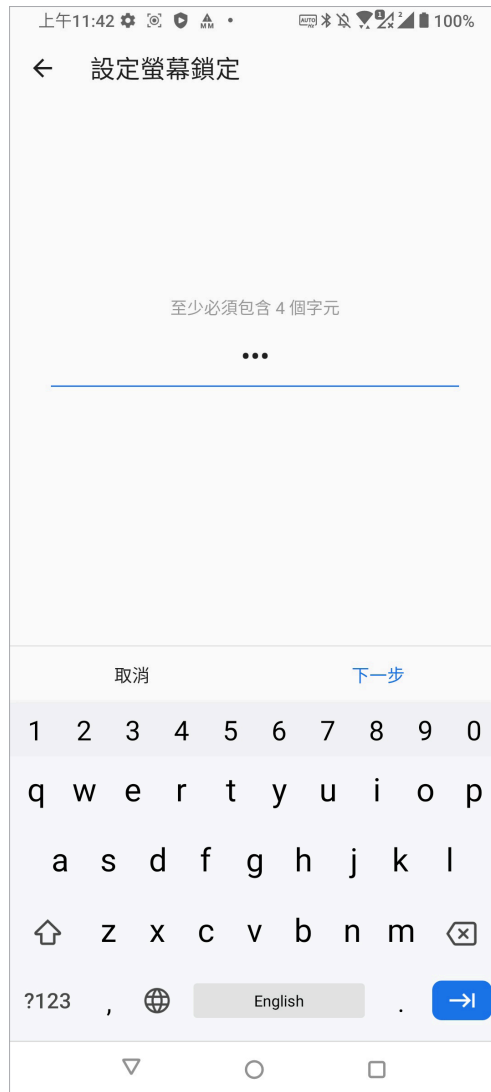 上午11:42 100%
設定螢幕鎖定
至少必須包含 4 個字元
•••
取消 下一步
1 2 3 4 5 6 7 8 9 0
q w e r t y u i o p
a s d f g h j k l
z x c v b n m
?123 , English .